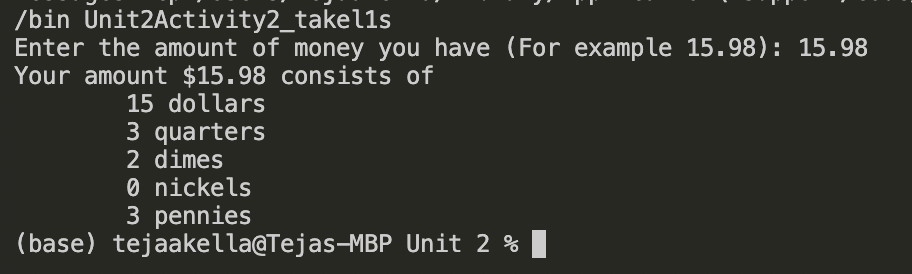 /bin Unit2Activity2_takel1s
Enter the amount of money you have (For example 15.98): 15.98
Your amount $15.98 consists of
15 dollars
3 quarters
2 dimes
0 nickels
3 pennies
(base) tejaakella@Tejas-MBP Unit 2 %